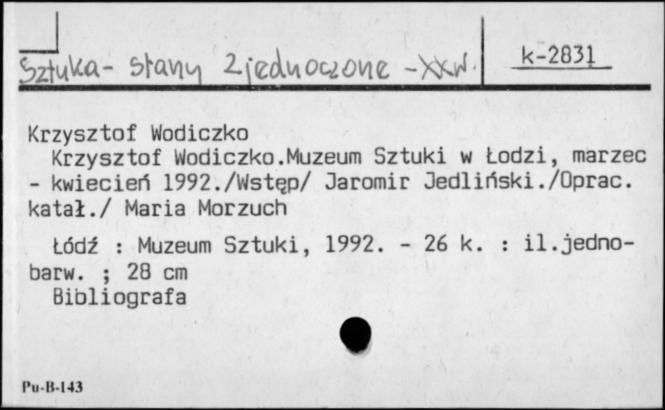 Sztuka - Stany Zjednoczone - XXw.
k-2831
Krzysztof Wodiczko
Krzysztof Wodiczko.Muzeum Sztuki w Łodzi, marzec
- kwiecień 1992./Wstęp/ Jaromir Jedliński./Oprac.
katał./ Maria Morzuch
Łódź : Muzeum Sztuki, 1992. - 26 k. : il.jedno-
barw. ; 28 cm
Bibliografa
Pu-B-143